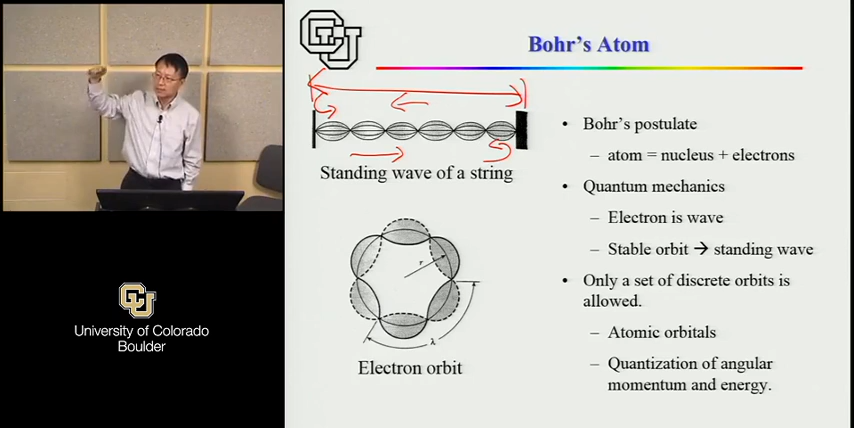 CU
Bohr's Atom
Standing wave of a string
r
λ
Electron orbit
• Bohr's postulate
– atom = nucleus + electrons
• Quantum mechanics
– Electron is wave
– Stable orbit → standing wave
• Only a set of discrete orbits is
allowed.
– Atomic orbitals
– Quantization of angular
momentum and energy.
CU
University of Colorado
Boulder